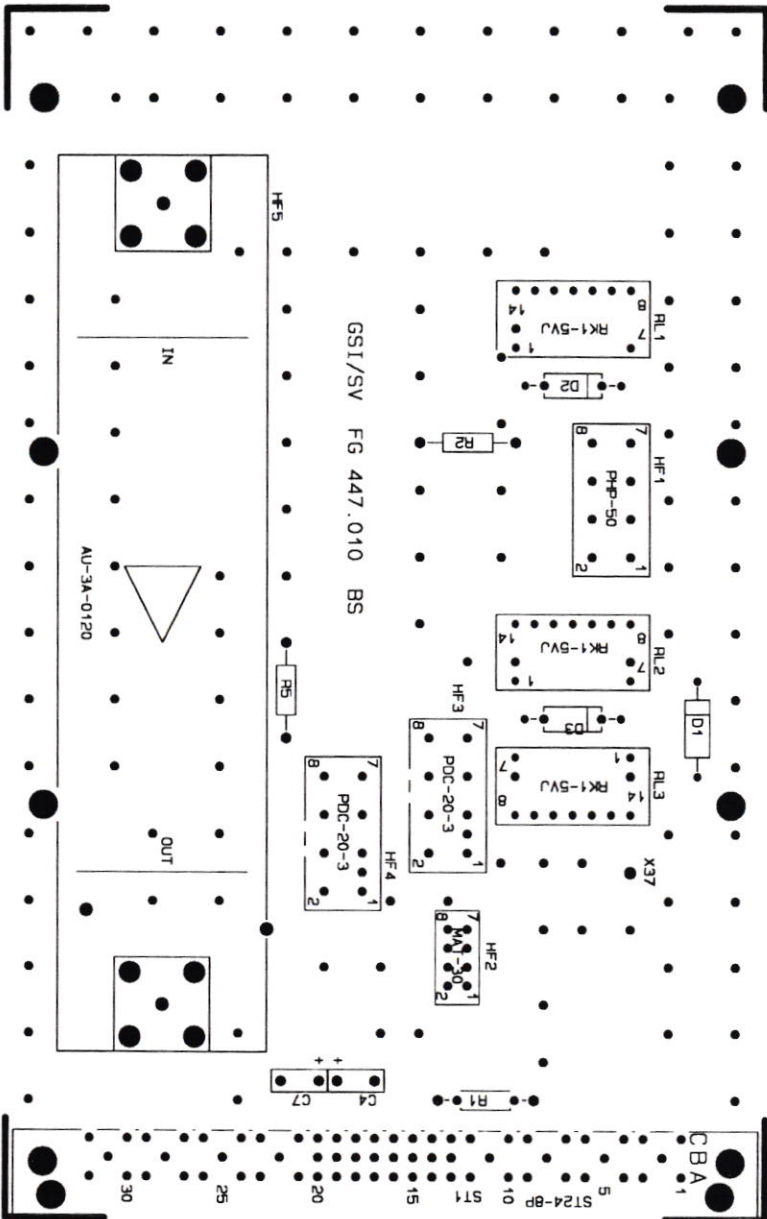 HF5
IN
GSI/SV FG 447.010 BS
AU-3A-0120
OUT
8
14
RK1-5VJ
7
1
RL1
D2
R2
HF1
8
7
PHP-50
2
1
8
14
RK1-5VJ
7
1
RL2
R5
HF3
8
7
PDC-20-3
2
1
D3
D1
1
7
RK1-5VJ
14
8
RL3
8
7
PDC-20-3
2
1
HF4
X37
8
7
MAT-30
2
1
HF2
+ +
C7 C4
R1
C B A
30 25 20 15 ST1 10 ST24-8P 5 1